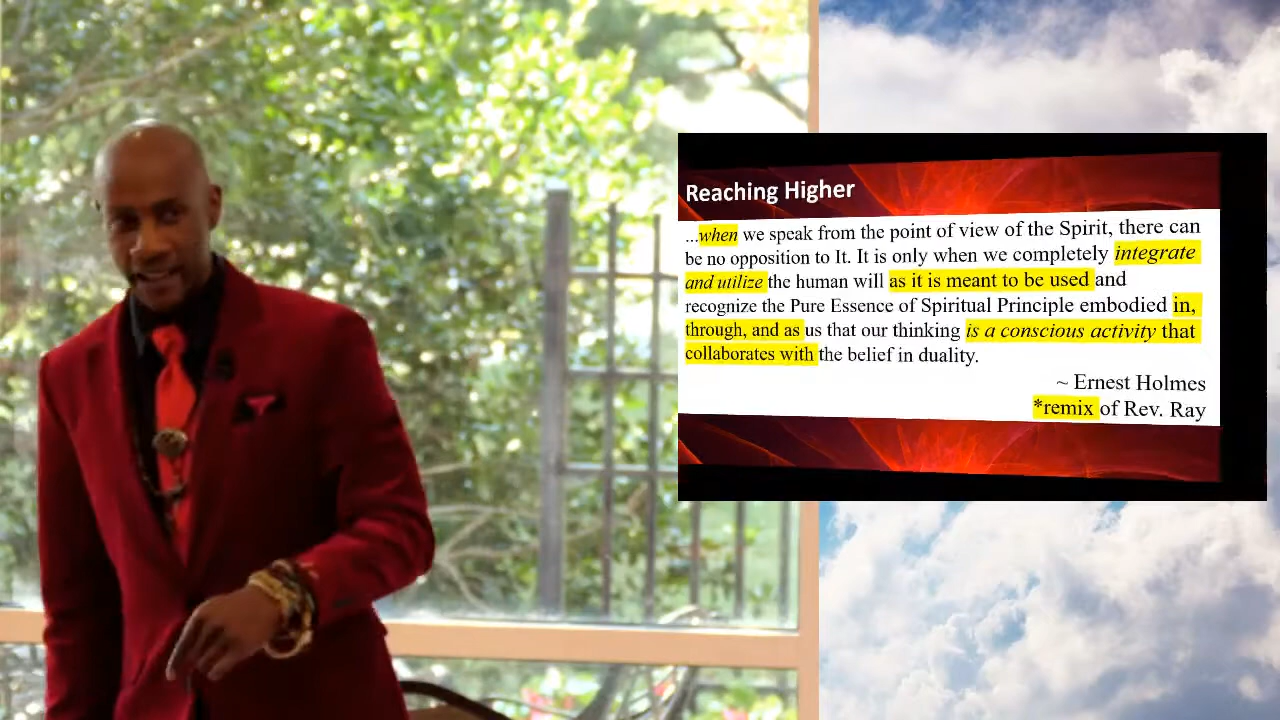 Reaching Higher
...when we speak from the point of view of the Spirit, there can
be no opposition to It. It is only when we completely integrate
and utilize the human will as it is meant to be used and
recognize the Pure Essence of Spiritual Principle embodied in,
through, and as us that our thinking is a conscious activity that
collaborates with the belief in duality.
~ Ernest Holmes
*remix of Rev. Ray